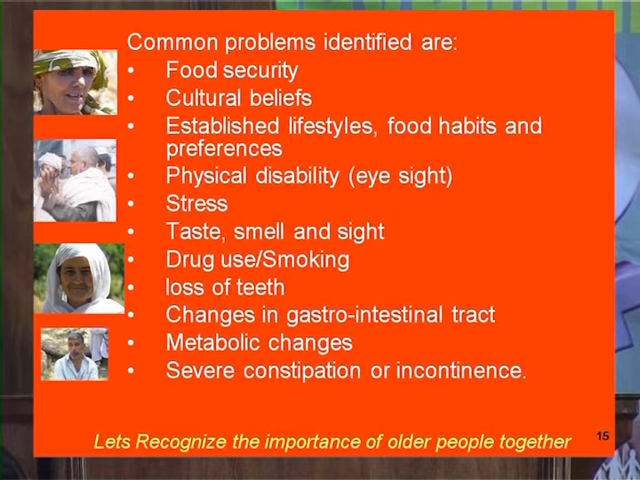 Common problems identified are:
• Food security
• Cultural beliefs
• Established lifestyles, food habits and
preferences
• Physical disability (eye sight)
• Stress
• Taste, smell and sight
• Drug use/Smoking
• loss of teeth
• Changes in gastro-intestinal tract
• Metabolic changes
• Severe constipation or incontinence.
Lets Recognize the importance of older people together
15